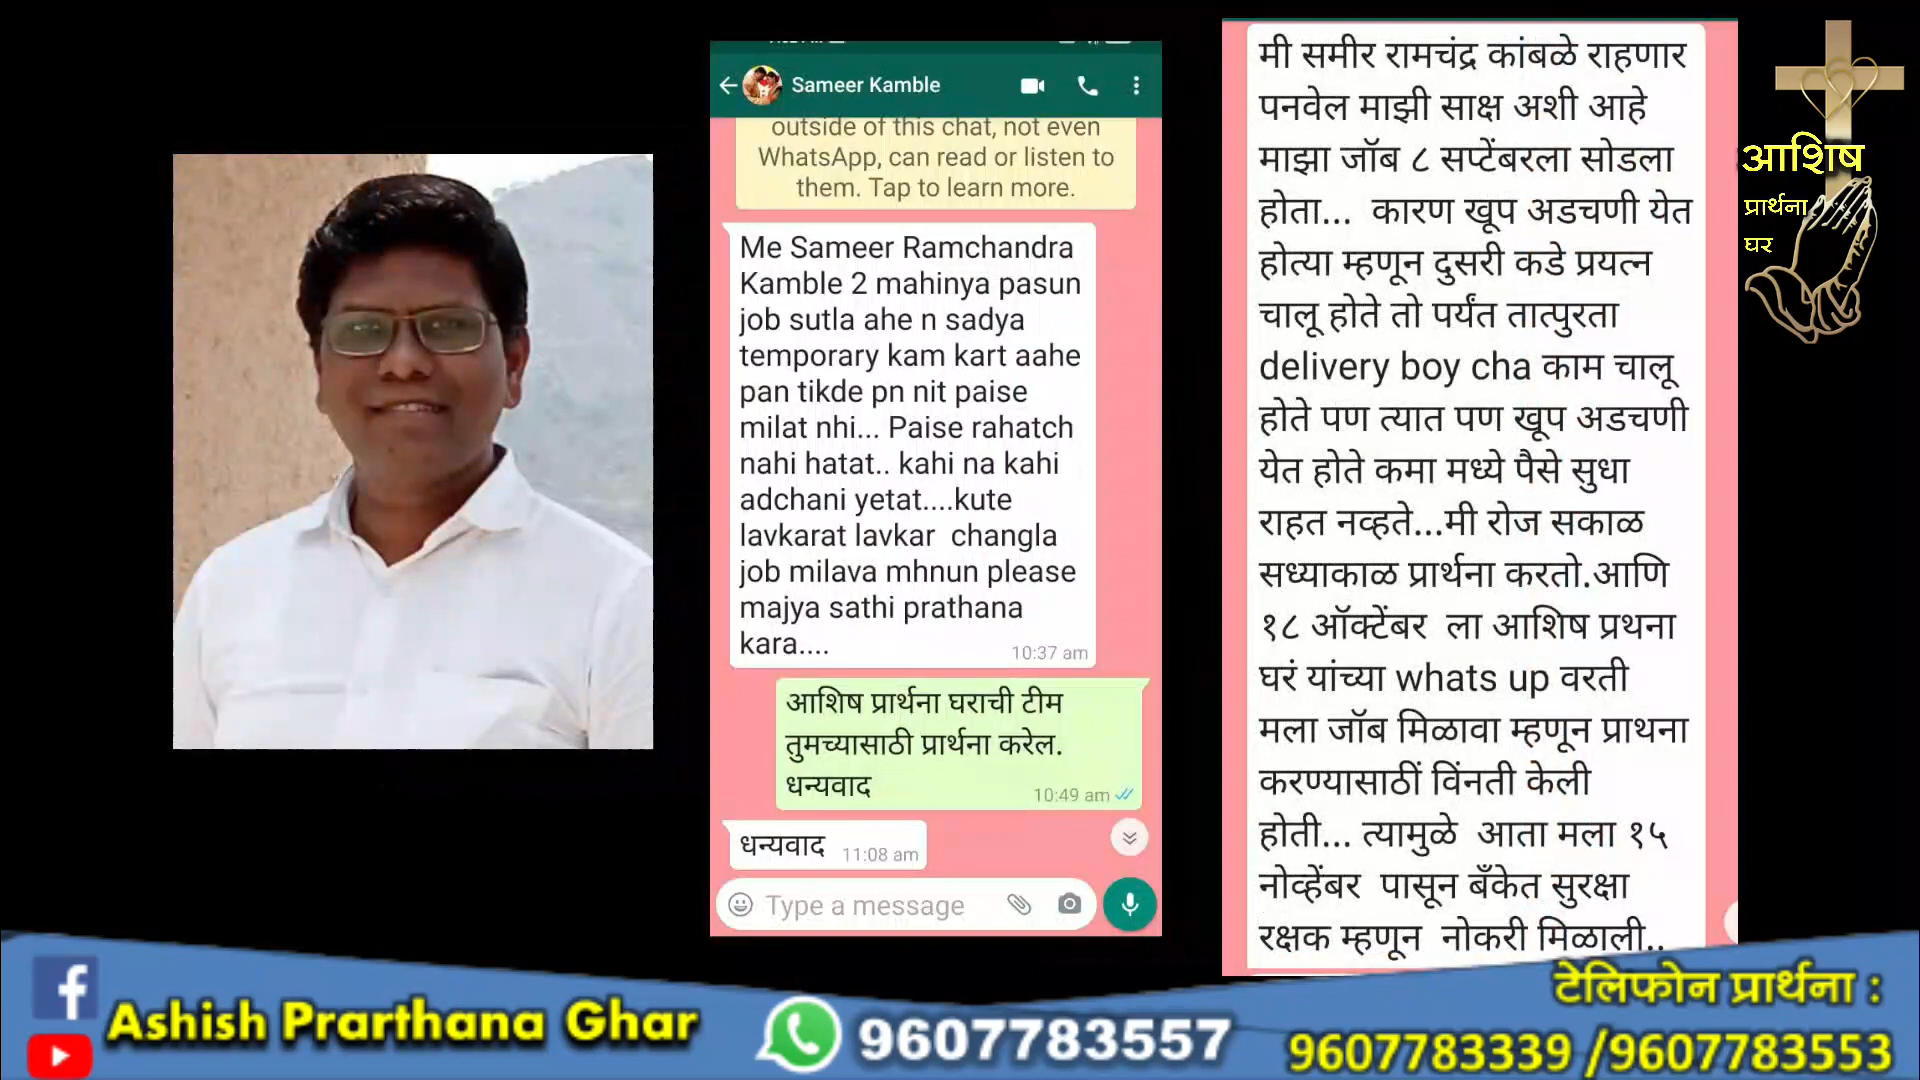 Sameer Kamble
outside of this chat, not even
WhatsApp, can read or listen to
them. Tap to learn more.
Me Sameer Ramchandra
Kamble 2 mahinya pasun
job sutla ahe n sadya
temporary kam kart aahe
pan tikde pn nit paise
milat nhi... Paise rahatch
nahi hatat.. kahi na kahi
adchani yetat....kute
lavkarat lavkar changla
job milava mhnun please
majya sathi prathana
kara....
10:37 am
आशिष प्रार्थना घराची टीम
तुमच्यासाठी प्रार्थना करेल.
धन्यवाद
10:49 am
धन्यवाद 11:08 am
Type a message
मी समीर रामचंद्र कांबळे राहणार
पनवेल माझी साक्ष अशी आहे
माझा जॉब ८ सप्टेंबरला सोडला
होता... कारण खूप अडचणी येत
होत्या म्हणून दुसरी कडे प्रयत्न
चालू होते तो पर्यंत तात्पुरता
delivery boy cha काम चालू
होते पण त्यात पण खूप अडचणी
येत होते कमा मध्ये पैसे सुधा
राहत नव्हते...मी रोज सकाळ
सध्याकाळ प्रार्थना करतो.आणि
१८ ऑक्टेंबर ला आशिष प्रथना
घरं यांच्या whats up वरती
मला जॉब मिळावा म्हणून प्राथना
करण्यासाठीं विंनती केली
होती... त्यामुळे आता मला १५
नोव्हेंबर पासून बँकेत सुरक्षा
रक्षक म्हणून नोकरी मिळाली..
आशिष
प्रार्थना
घर
Ashish Prarthana Ghar
9607783557
टेलिफोन प्रार्थना :
9607783339 /9607783553